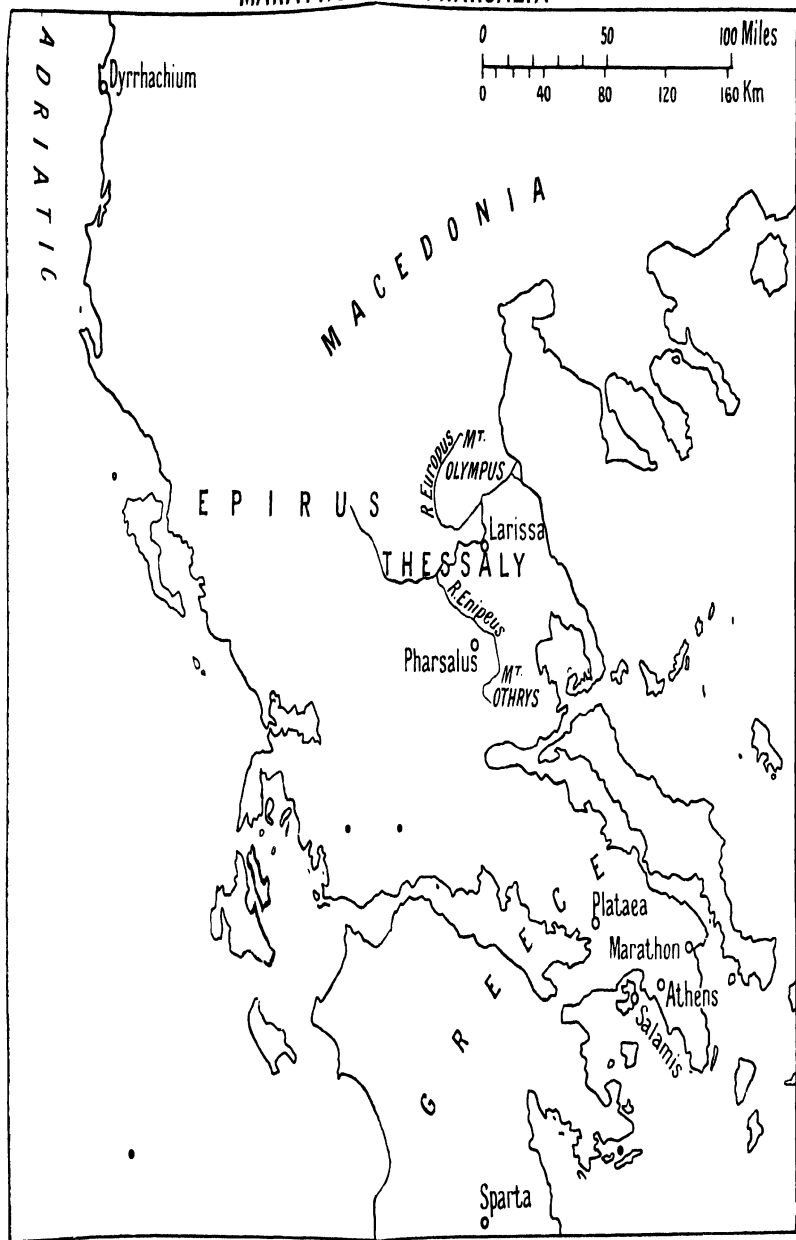 0 50 100 Miles
0 40 80 120 160 Km
ADRIATIC
Dyrrhachium
MACEDONIA
R. Europus
MT.
OLYMPUS
EPIRUS
Larissa
THESSALY
R. Enipeus
Pharsalus
MT.
OTHRYS
GREECE
Plataea
Marathon
Athens
Salamis
Sparta